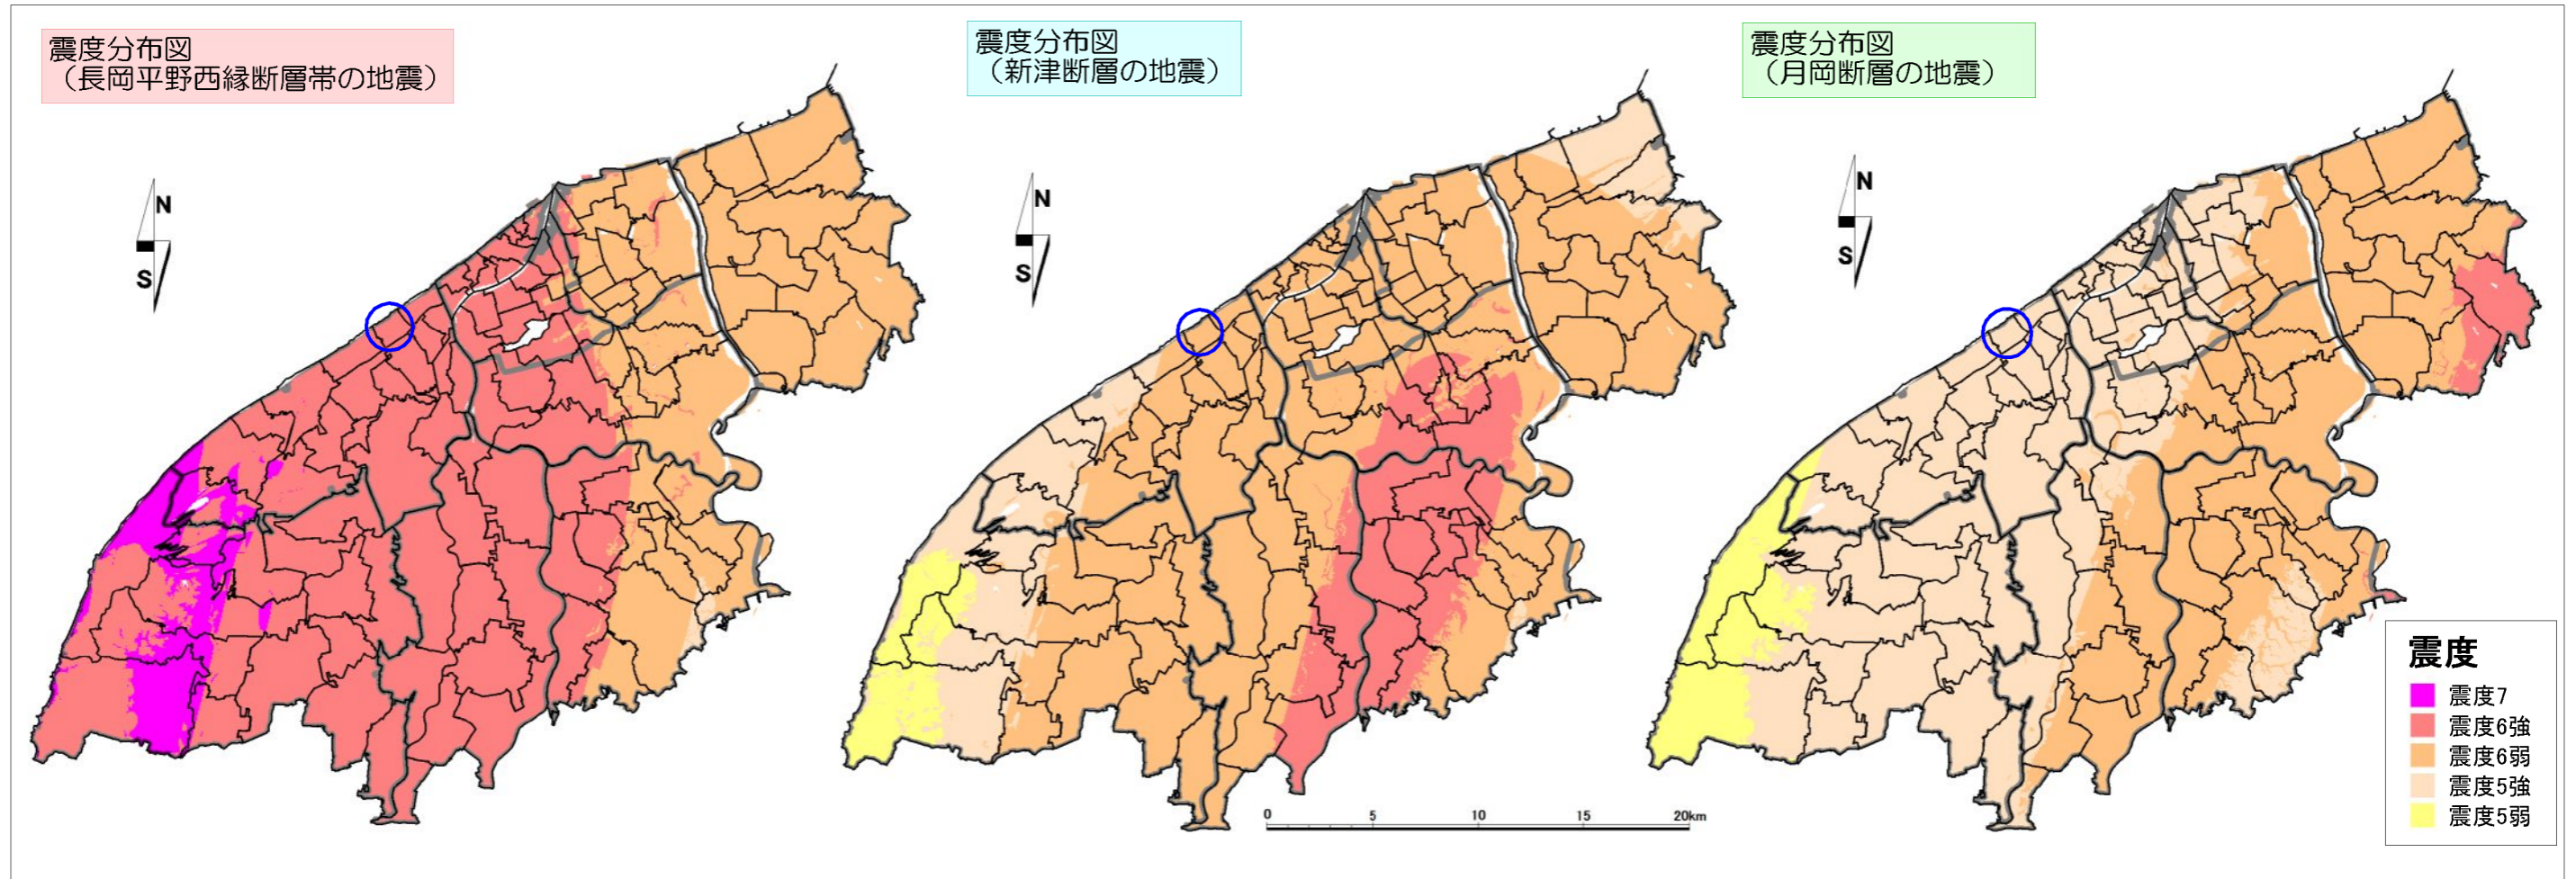 震度分布図
（長岡平野西縁断層帯の地震）
震度分布図
（新津断層の地震）
震度分布図
（月岡断層の地震）
N
S
N
S
N
S
0 5 10 15 20km
震度
震度7
震度6強
震度6弱
震度5強
震度5弱